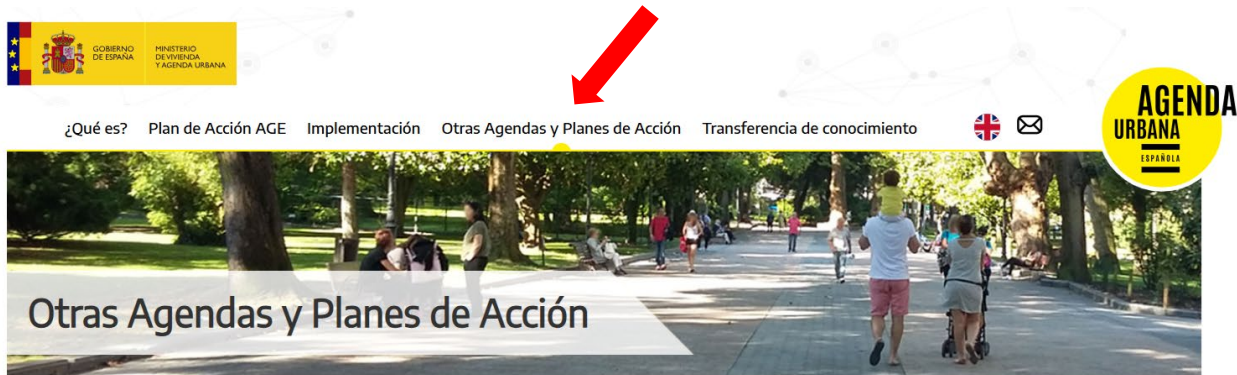 GOBIERNO
DE ESPAÑA
MINISTERIO
DE VIVIENDA
Y AGENDA URBANA
¿Qué es? Plan de Acción AGE Implementación Otras Agendas y Planes de Acción Transferencia de conocimiento
AGENDA
URBANA
ESPAÑOLA
Otras Agendas y Planes de Acción